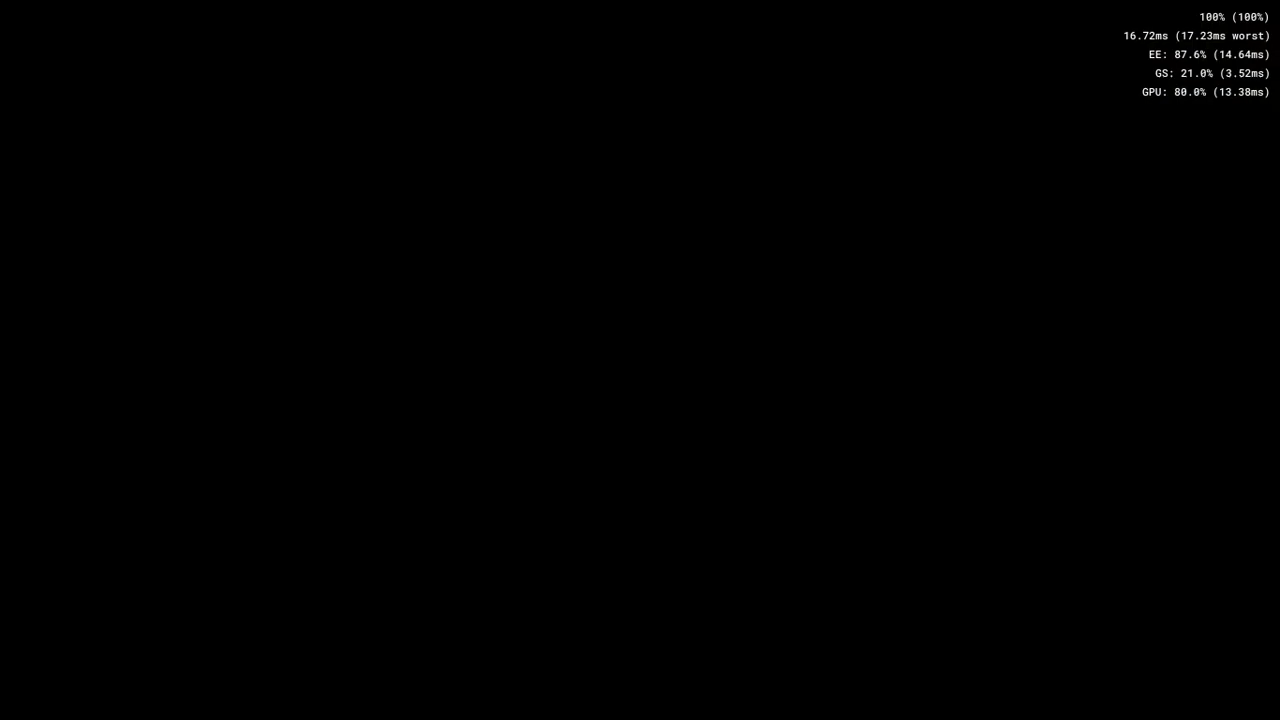 100% (100%)
16.72ms (17.23ms worst)
EE: 87.6% (14.64ms)
GS: 21.0% (3.52ms)
GPU: 80.0% (13.38ms)